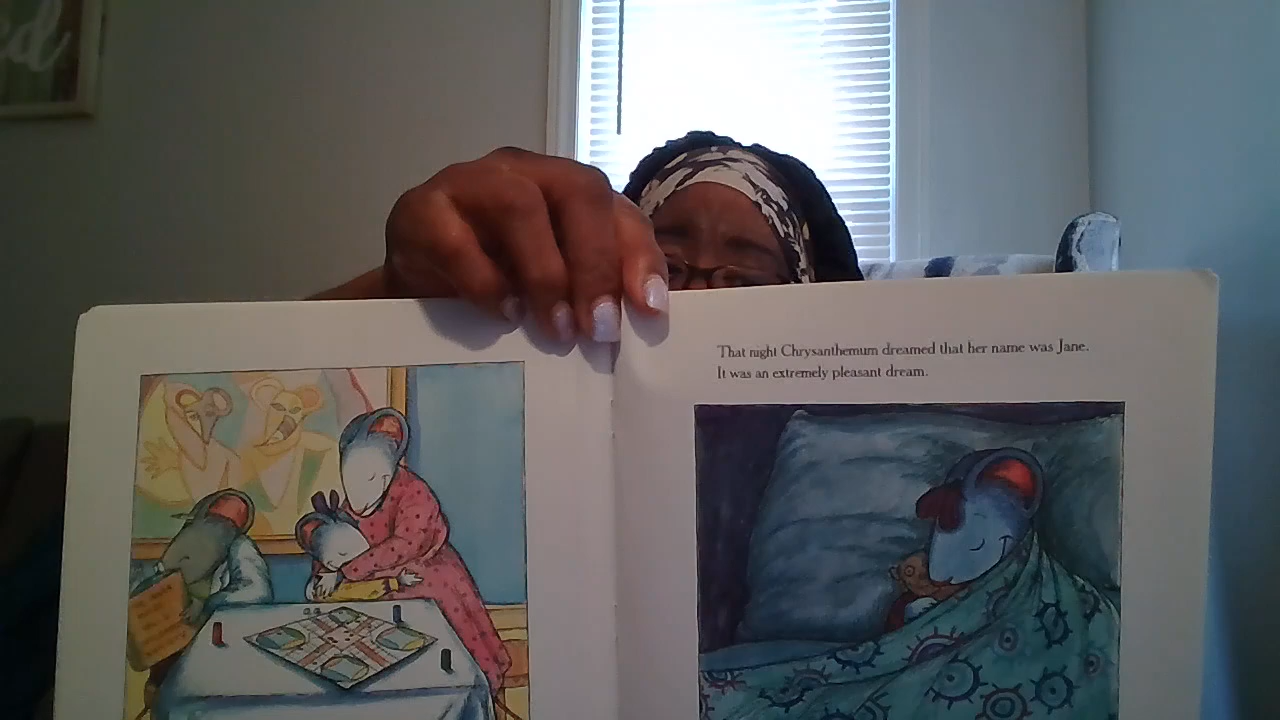 That night Chrysanthemum dreamed that her name was Jane.
It was an extremely pleasant dream.